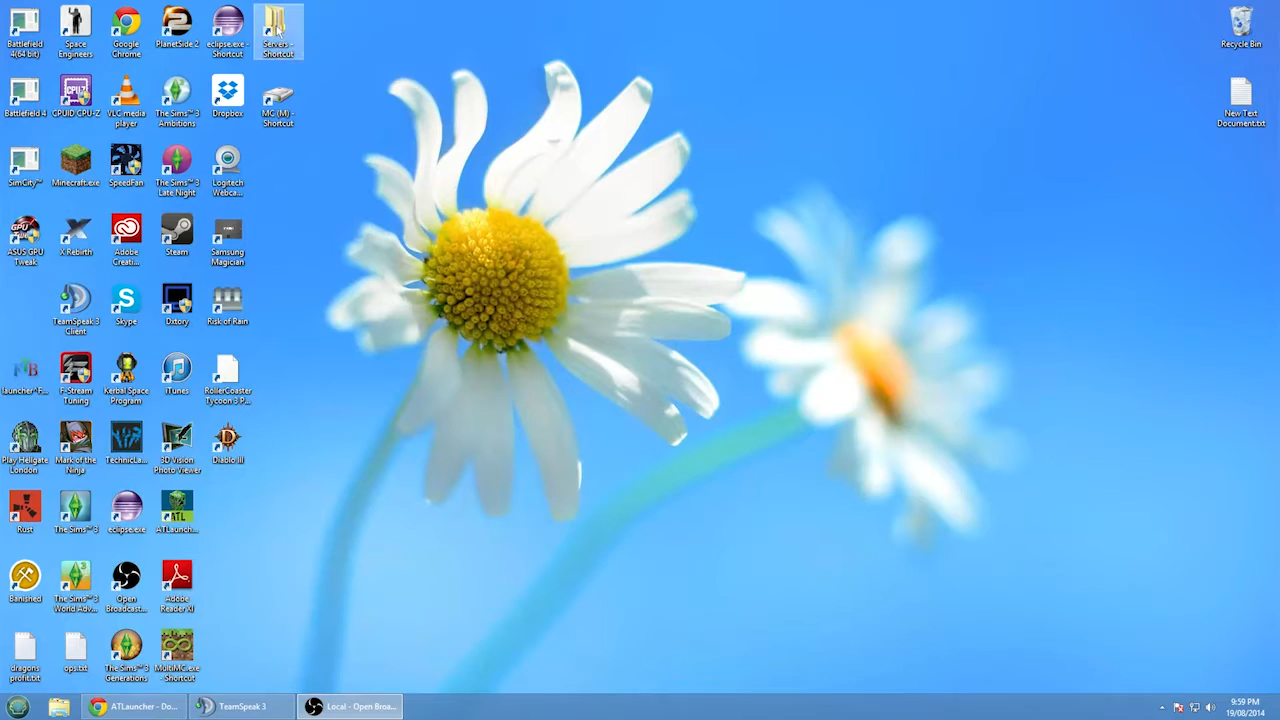 Battlefield
4(64 bit)
Space
Engineers
Google
Chrome
PlanetSide 2
eclipse.exe -
Shortcut
Servers -
Shortcut
Recycle Bin
Battlefield 4
CPUID CPU-Z
VLC media
player
The Sims™ 3
Ambitions
Dropbox
MC (M) -
Shortcut
New Text
Document.txt
SimCity™
Minecraft.exe
SpeedFan
The Sims™ 3
Late Night
Logitech
Webca...
ASUS GPU
Tweak
X Rebirth
Adobe
Creati...
Steam
Samsung
Magician
TeamSpeak 3
Client
Skype
Dxtory
Risk of Rain
launcher^F...
F-Stream
Tuning
Kerbal Space
Program
iTunes
RollerCoaster
Tycoon 3 P...
Play Hellgate
London
Mark of the
Ninja
TechnicLa...
3D Vision
Photo Viewer
Diablo III
Rust
The Sims™ 3
eclipse.exe
ATL
ATLaunch...
Banished
The Sims™ 3
World Adv...
Open
Broadcast...
Adobe
Reader XI
dragons
profit.txt
ops.txt
The Sims™ 3
Generations
MultiMC.exe
- Shortcut
ATLauncher - Do...
TeamSpeak 3
Local - Open Broa...
9:59 PM
19/08/2014